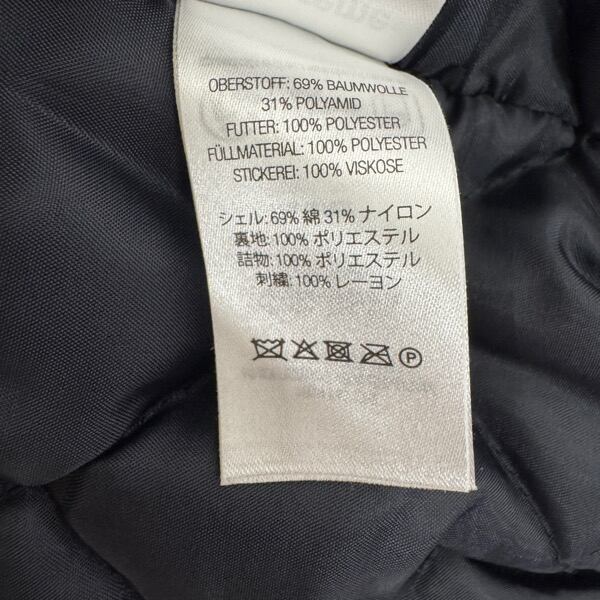 OBERSTOFF: 69% BAUMWOLLE
31% POLYAMID
FUTTER: 100% POLYESTER
FÜLLMATERIAL: 100% POLYESTER
STICKEREI: 100% VISKOSE
シェル: 69% 綿 31% ナイロン
裏地: 100% ポリエステル
詰物: 100% ポリエステル
刺繍: 100% レーヨン
P